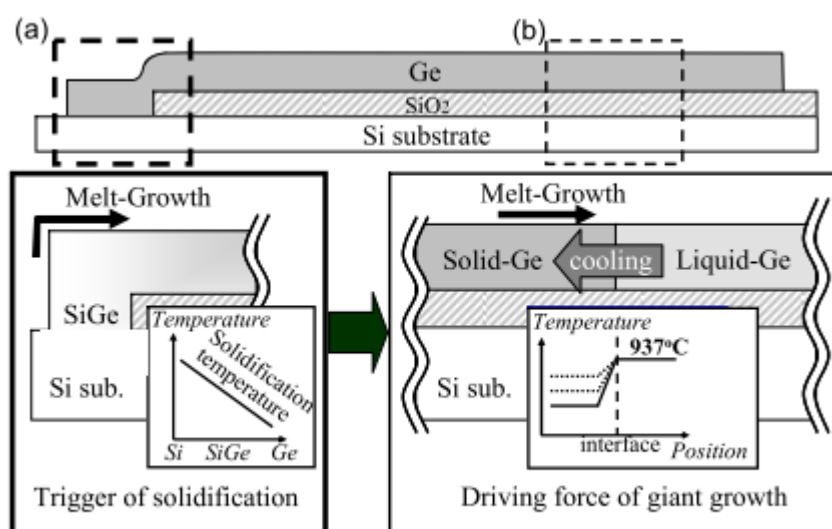 (a)
(b)
Ge
SiO2
Si substrate
Melt-Growth
SiGe
Temperature
Solidification
temperature
Si sub.
Si
SiGe
Ge
Trigger of solidification
Melt-Growth
Solid-Ge
cooling
Liquid-Ge
Temperature
937°C
Si sub.
interface
Position
Driving force of giant growth